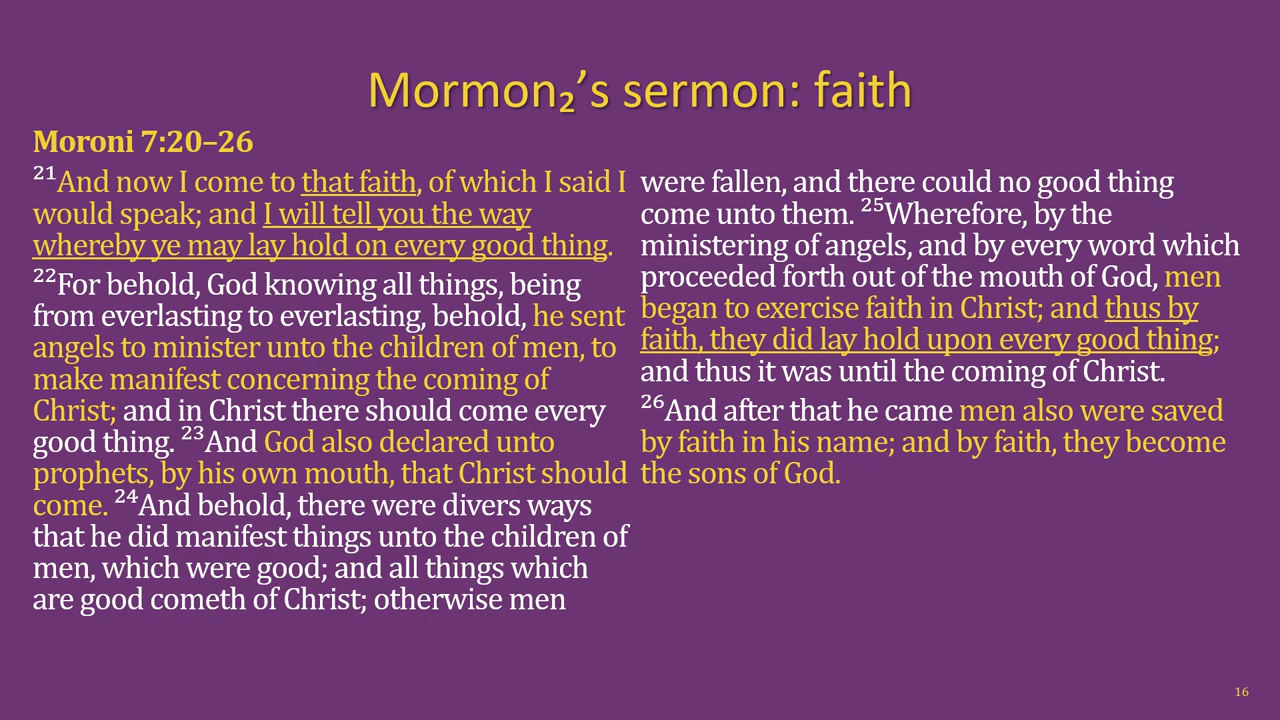 Mormon₂’s sermon: faith
Moroni 7:20–26
²¹And now I come to that faith, of which I said I
would speak; and I will tell you the way
whereby ye may lay hold on every good thing.
²²For behold, God knowing all things, being
from everlasting to everlasting, behold, he sent
angels to minister unto the children of men, to
make manifest concerning the coming of
Christ; and in Christ there should come every
good thing. ²³And God also declared unto
prophets, by his own mouth, that Christ should
come. ²⁴And behold, there were divers ways
that he did manifest things unto the children of
men, which were good; and all things which
are good cometh of Christ; otherwise men
were fallen, and there could no good thing
come unto them. ²⁵Wherefore, by the
ministering of angels, and by every word which
proceeded forth out of the mouth of God, men
began to exercise faith in Christ; and thus by
faith, they did lay hold upon every good thing;
and thus it was until the coming of Christ.
²⁶And after that he came men also were saved
by faith in his name; and by faith, they become
the sons of God.
16